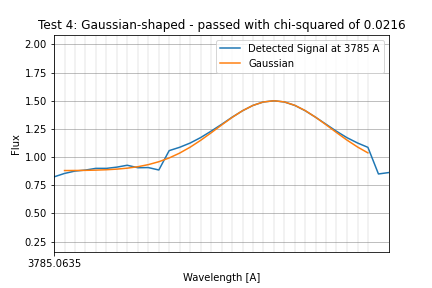 Test 4: Gaussian-shaped - passed with chi-squared of 0.0216
2.00
1.75
1.50
1.25
1.00
0.75
0.50
0.25
Flux
Detected Signal at 3785 A
Gaussian
3785.0635
Wavelength [A]